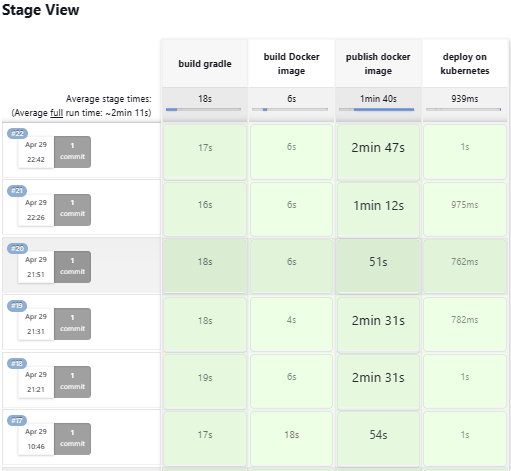 Stage View
build gradle
build Docker
image
publish docker
image
deploy on
kubernetes
Average stage times:
(Average full run time: ~2min 11s)
18s
6s
1min 40s
939ms
#22
Apr 29
22:42
1
commit
17s
6s
2min 47s
1s
#21
Apr 29
22:26
1
commit
16s
6s
1min 12s
975ms
#20
Apr 29
21:51
1
commit
18s
6s
51s
762ms
#19
Apr 29
21:31
1
commit
18s
4s
2min 31s
782ms
#18
Apr 29
21:21
1
commit
19s
6s
2min 31s
1s
#17
Apr 29
10:46
1
commit
17s
18s
54s
1s